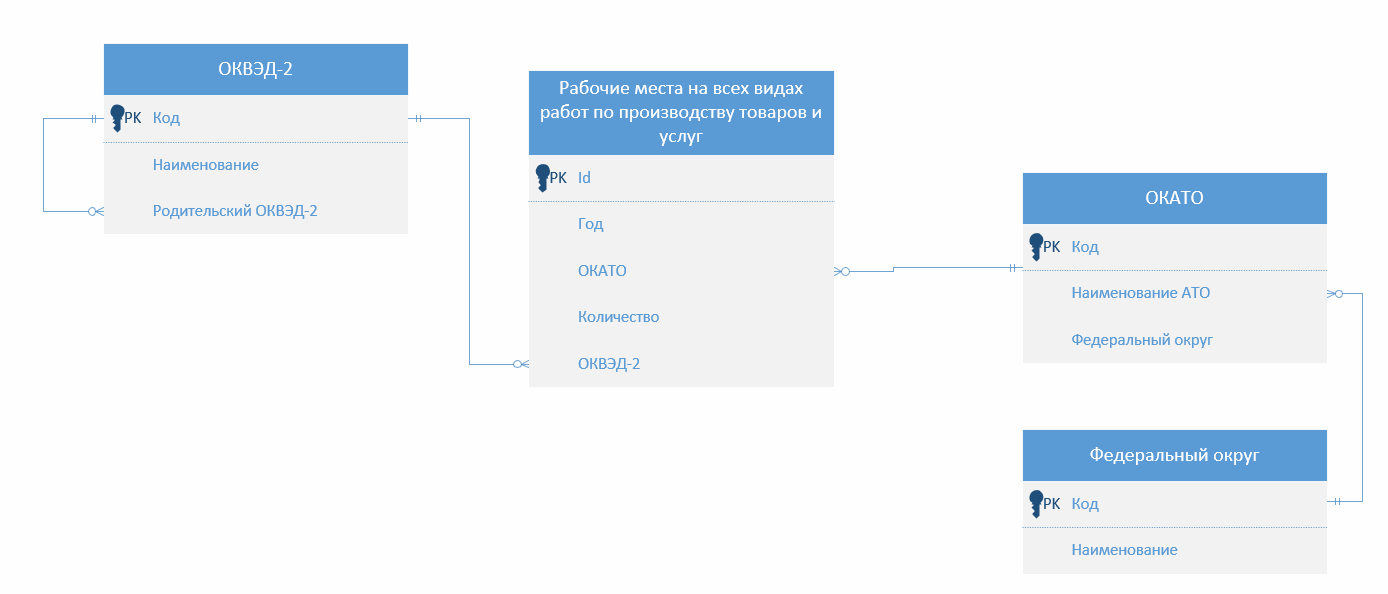 ОКВЭД-2
PK Код
Наименование
Родительский ОКВЭД-2
Рабочие места на всех видах
работ по производству товаров и
услуг
PK Id
Год
ОКАТО
Количество
ОКВЭД-2
ОКАТО
PK Код
Наименование АТО
Федеральный округ
Федеральный округ
PK Код
Наименование